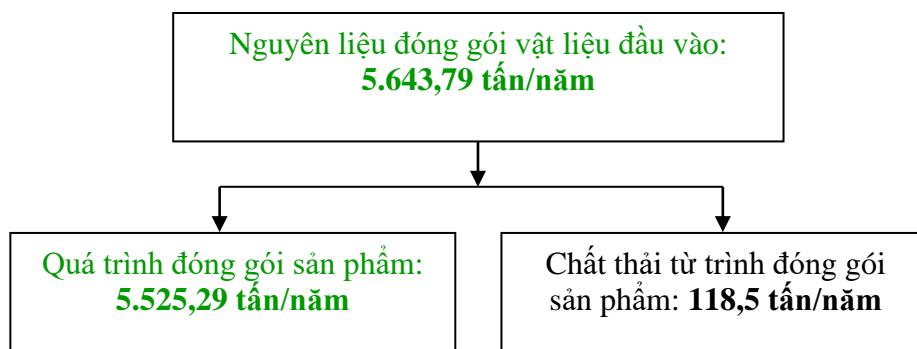 Nguyên liệu đóng gói vật liệu đầu vào:
5.643,79 tấn/năm
Quá trình đóng gói sản phẩm:
5.525,29 tấn/năm
Chất thải từ trình đóng gói
sản phẩm: 118,5 tấn/năm